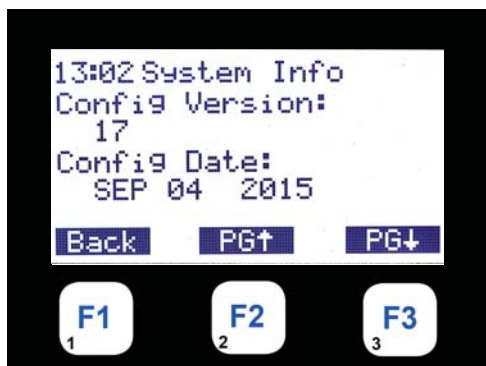 13:02 System Info
Config Version:
17
Config Date:
SEP 04 2015
Back PG↑ PG↓
F1 F2 F3
1 2 3